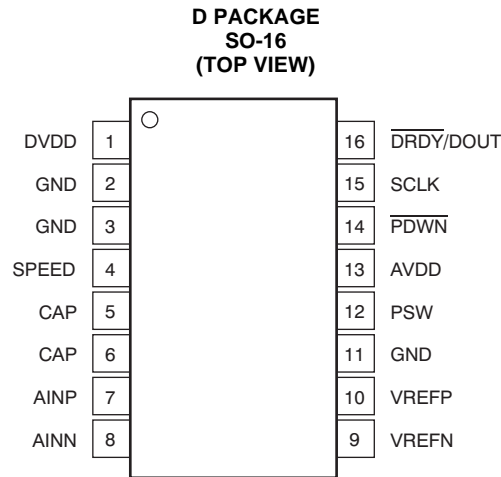 D PACKAGE
SO-16
(TOP VIEW)
DVDD 1 16 DRDY/DOUT
GND 2 15 SCLK
GND 3 14 PDWN
SPEED 4 13 AVDD
CAP 5 12 PSW
CAP 6 11 GND
AINP 7 10 VREFP
AINN 8 9 VREFN